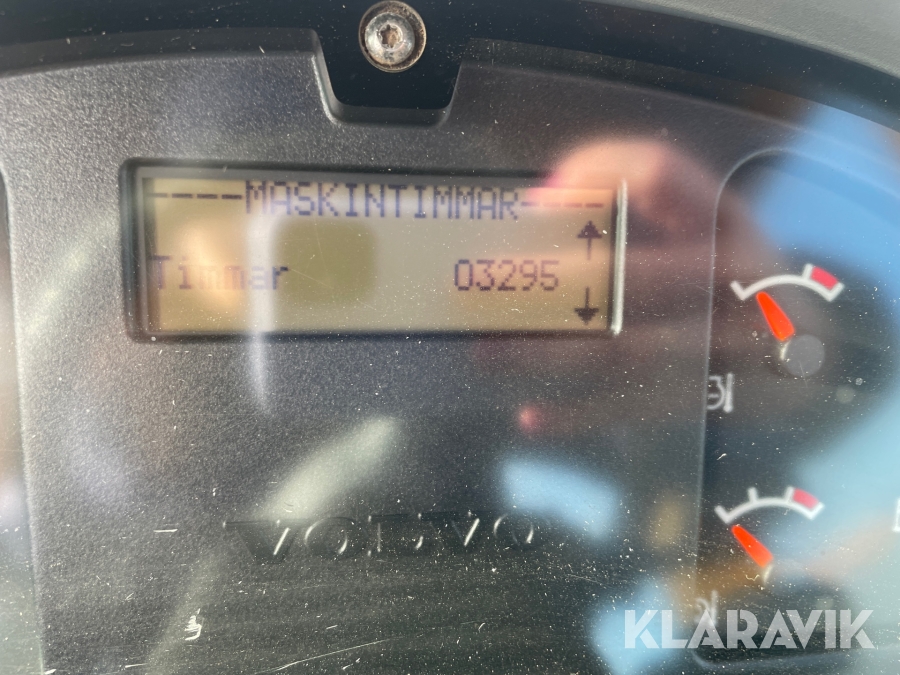 ----MASKINTIMMAR----
Timmar 03295
VOLVO
KLARAVIK